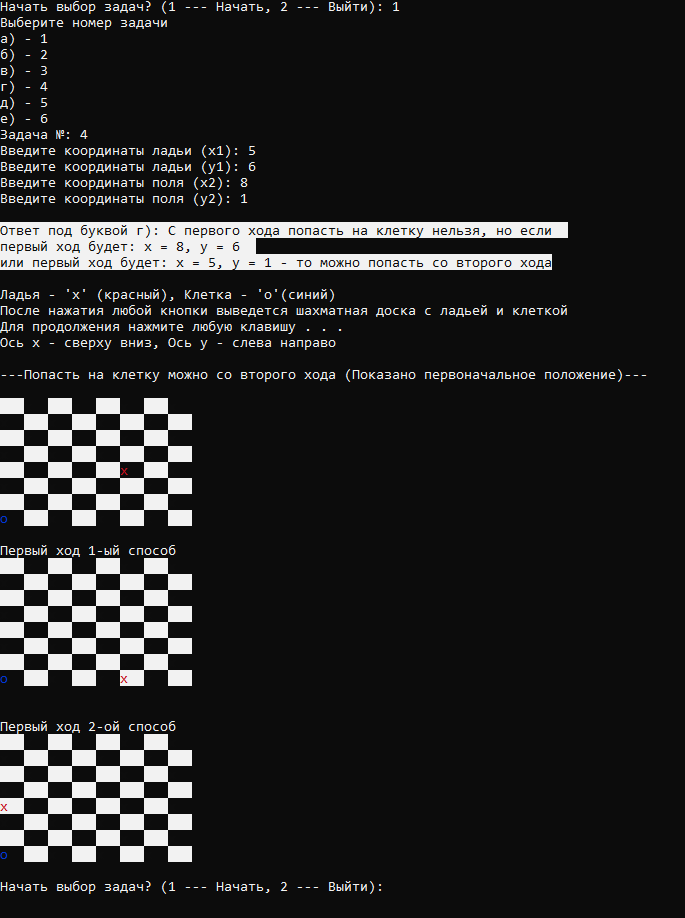 Начать выбор задач? (1 --- Начать, 2 --- Выйти): 1
Выберите номер задачи
а) - 1
б) - 2
в) - 3
г) - 4
д) - 5
е) - 6
Задача №: 4
Введите координаты ладьи (x1): 5
Введите координаты ладьи (y1): 6
Введите координаты поля (x2): 8
Введите координаты поля (y2): 1
Ответ под буквой г): С первого хода попасть на клетку нельзя, но если
первый ход будет: x = 8, y = 6
или первый ход будет: x = 5, y = 1 - то можно попасть со второго хода
Ладья - 'x' (красный), Клетка - 'o'(синий)
После нажатия любой кнопки выведется шахматная доска с ладьей и клеткой
Для продолжения нажмите любую клавишу . . .
Ось x - сверху вниз, Ось y - слева направо
---Попасть на клетку можно со второго хода (Показано первоначальное положение)---
x
o
Первый ход 1-ый способ
o x
Первый ход 2-ой способ
x
o
Начать выбор задач? (1 --- Начать, 2 --- Выйти):